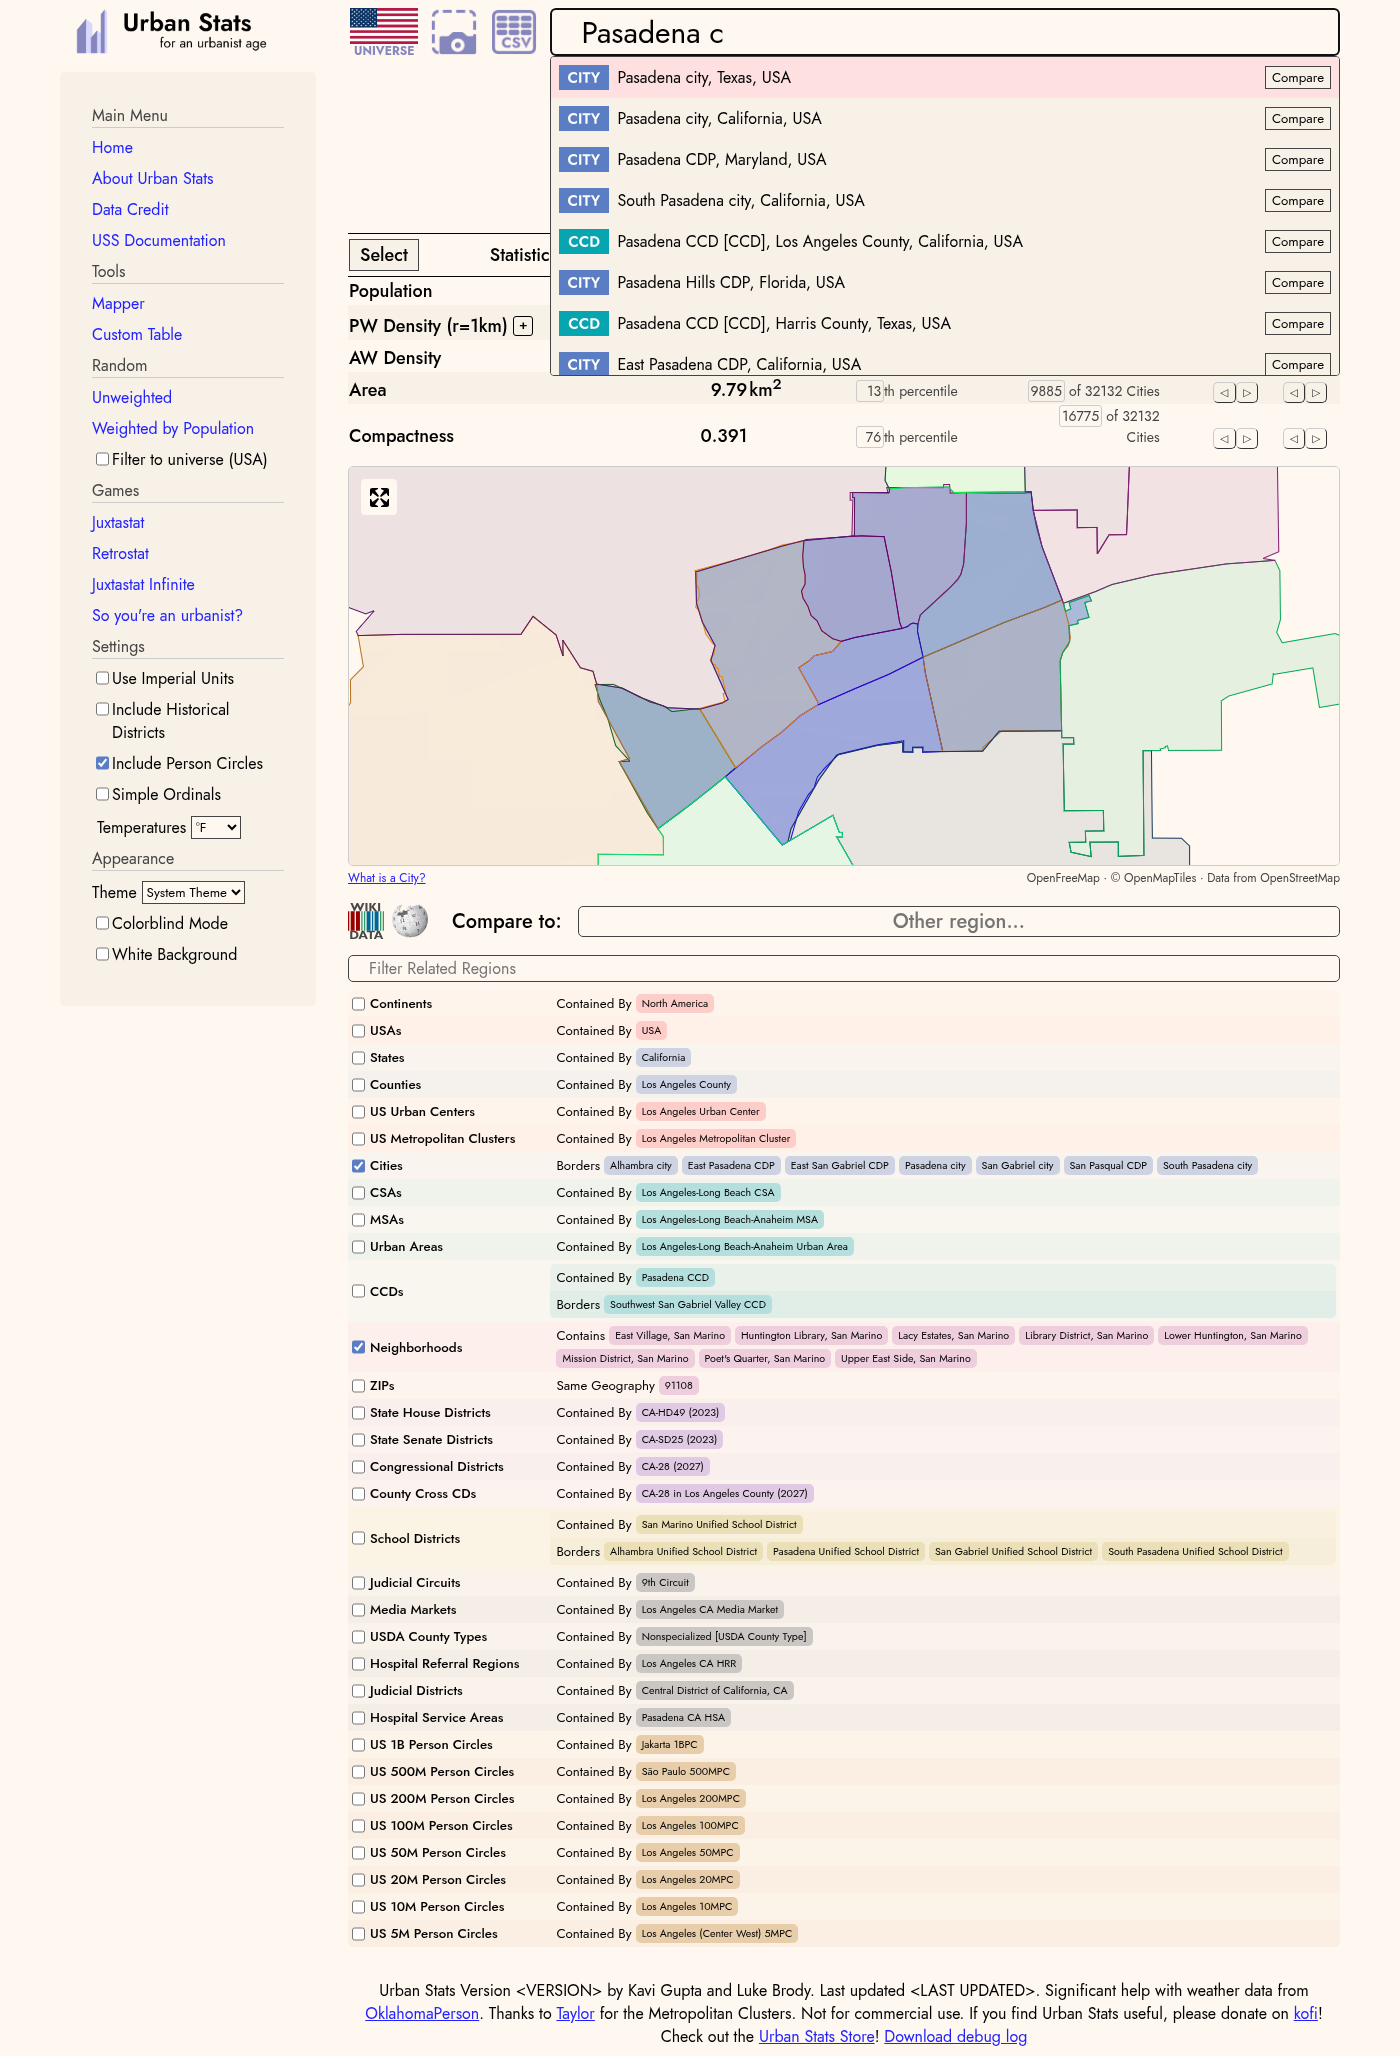 Urban Stats
for an urbanist age
UNIVERSE
CSV
Pasadena c
CITY Pasadena city, Texas, USA Compare
CITY Pasadena city, California, USA Compare
CITY Pasadena CDP, Maryland, USA Compare
CITY South Pasadena city, California, USA Compare
CCD Pasadena CCD [CCD], Los Angeles County, California, USA Compare
CITY Pasadena Hills CDP, Florida, USA Compare
CCD Pasadena CCD [CCD], Harris County, Texas, USA Compare
CITY East Pasadena CDP, California, USA Compare
Main Menu
Home
About Urban Stats
Data Credit
USS Documentation
Tools
Mapper
Custom Table
Random
Unweighted
Weighted by Population
Filter to universe (USA)
Games
Juxtastat
Retrostat
Juxtastat Infinite
So you're an urbanist?
Settings
Use Imperial Units
Include Historical
Districts
Include Person Circles
Simple Ordinals
Temperatures °F
Appearance
Theme System Theme
Colorblind Mode
White Background
Select Statistic
Population
PW Density (r=1km) +
AW Density
Area 9.79 km² 13th percentile 9885 of 32132 Cities
Compactness 0.391 76th percentile 16775 of 32132
Cities
What is a City? OpenFreeMap · © OpenMapTiles · Data from OpenStreetMap
WIKI
DATA
Compare to: Other region...
Filter Related Regions
Continents Contained By North America
USAs Contained By USA
States Contained By California
Counties Contained By Los Angeles County
US Urban Centers Contained By Los Angeles Urban Center
US Metropolitan Clusters Contained By Los Angeles Metropolitan Cluster
Cities Borders Alhambra city East Pasadena CDP East San Gabriel CDP Pasadena city San Gabriel city San Pasqual CDP South Pasadena city
CSAs Contained By Los Angeles-Long Beach CSA
MSAs Contained By Los Angeles-Long Beach-Anaheim MSA
Urban Areas Contained By Los Angeles-Long Beach-Anaheim Urban Area
CCDs Contained By Pasadena CCD
Borders Southwest San Gabriel Valley CCD
Neighborhoods Contains East Village, San Marino Huntington Library, San Marino Lacy Estates, San Marino Library District, San Marino Lower Huntington, San Marino
Mission District, San Marino Poet's Quarter, San Marino Upper East Side, San Marino
ZIPs Same Geography 91108
State House Districts Contained By CA-HD49 (2023)
State Senate Districts Contained By CA-SD25 (2023)
Congressional Districts Contained By CA-28 (2027)
County Cross CDs Contained By CA-28 in Los Angeles County (2027)
School Districts Contained By San Marino Unified School District
Borders Alhambra Unified School District Pasadena Unified School District San Gabriel Unified School District South Pasadena Unified School District
Judicial Circuits Contained By 9th Circuit
Media Markets Contained By Los Angeles CA Media Market
USDA County Types Contained By Nonspecialized [USDA County Type]
Hospital Referral Regions Contained By Los Angeles CA HRR
Judicial Districts Contained By Central District of California, CA
Hospital Service Areas Contained By Pasadena CA HSA
US 1B Person Circles Contained By Jakarta 1BPC
US 500M Person Circles Contained By São Paulo 500MPC
US 200M Person Circles Contained By Los Angeles 200MPC
US 100M Person Circles Contained By Los Angeles 100MPC
US 50M Person Circles Contained By Los Angeles 50MPC
US 20M Person Circles Contained By Los Angeles 20MPC
US 10M Person Circles Contained By Los Angeles 10MPC
US 5M Person Circles Contained By Los Angeles (Center West) 5MPC
Urban Stats Version <VERSION> by Kavi Gupta and Luke Brody. Last updated <LAST UPDATED>. Significant help with weather data from
OklahomaPerson. Thanks to Taylor for the Metropolitan Clusters. Not for commercial use. If you find Urban Stats useful, please donate on kofi!
Check out the Urban Stats Store! Download debug log